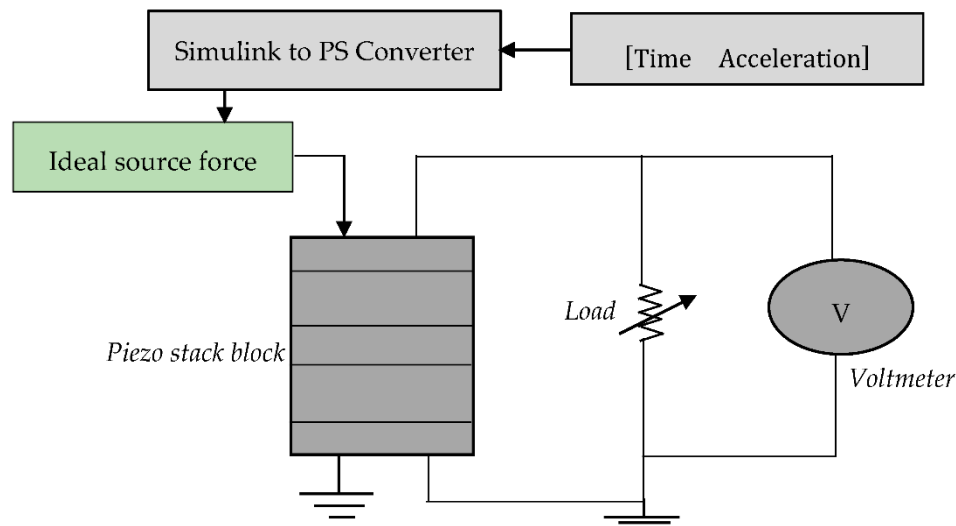 Simulink to PS Converter
[Time Acceleration]
Ideal source force
Piezo stack block
Load
V
Voltmeter